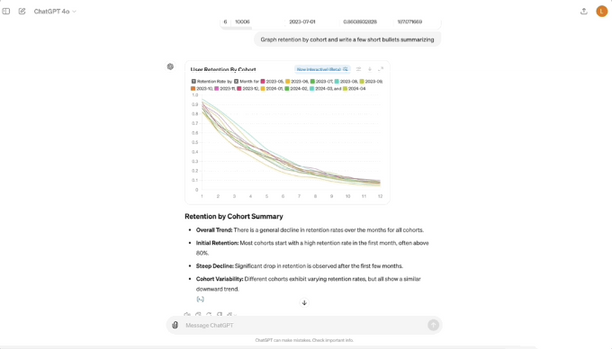 ChatGPT 4o
L
6 10006 2023-07-01
Graph retention by cohort and write a few short bullets summarizing
User Retention By Cohort
Retention Rate by Month for 2023-05, 2023-06, 2023-07, 2023-08, 2023-09,
2023-10, 2023-11, 2023-12, 2024-01, 2024-02, 2024-03, and 2024-04
1.0
0.9
0.8
0.7
0.6
0.5
0.4
0.3
0.2
0.1
0
1 2 3 4 5 6 7 8 9 10 11 12
Retention by Cohort Summary
Overall Trend: There is a general decline in retention rates over the months for all cohorts.
Initial Retention: Most cohorts start with a high retention rate in the first month, often above
80%.
Steep Decline: Significant drop in retention is observed after the first few months.
Cohort Variability: Different cohorts exhibit varying retention rates, but all show a similar
downward trend.
[>-]
Message ChatGPT
ChatGPT can make mistakes. Check important info.